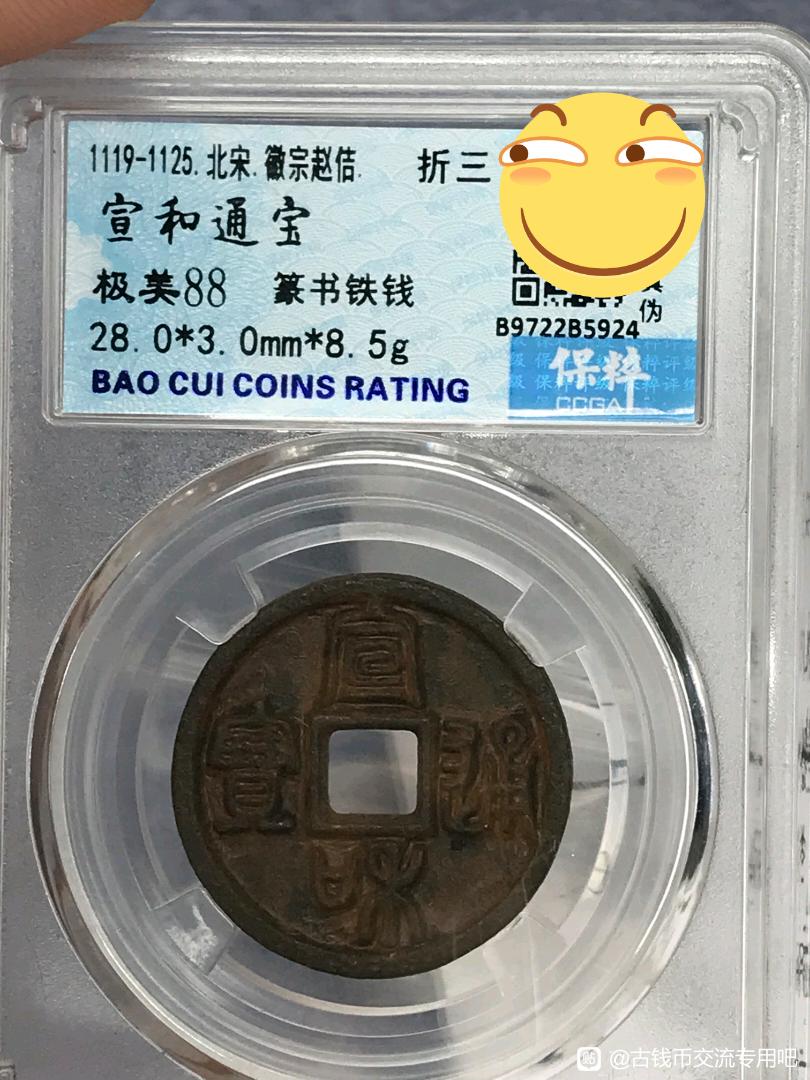 1119-1125.北宋.徽宗赵佶. 折三
宣和通宝
极美88 篆书铁钱
28.0*3.0mm*8.5g
BAO CUI COINS RATING
伪
B9722B5924
保粹
CCGA
宣和通寳
@古钱币交流专用吧